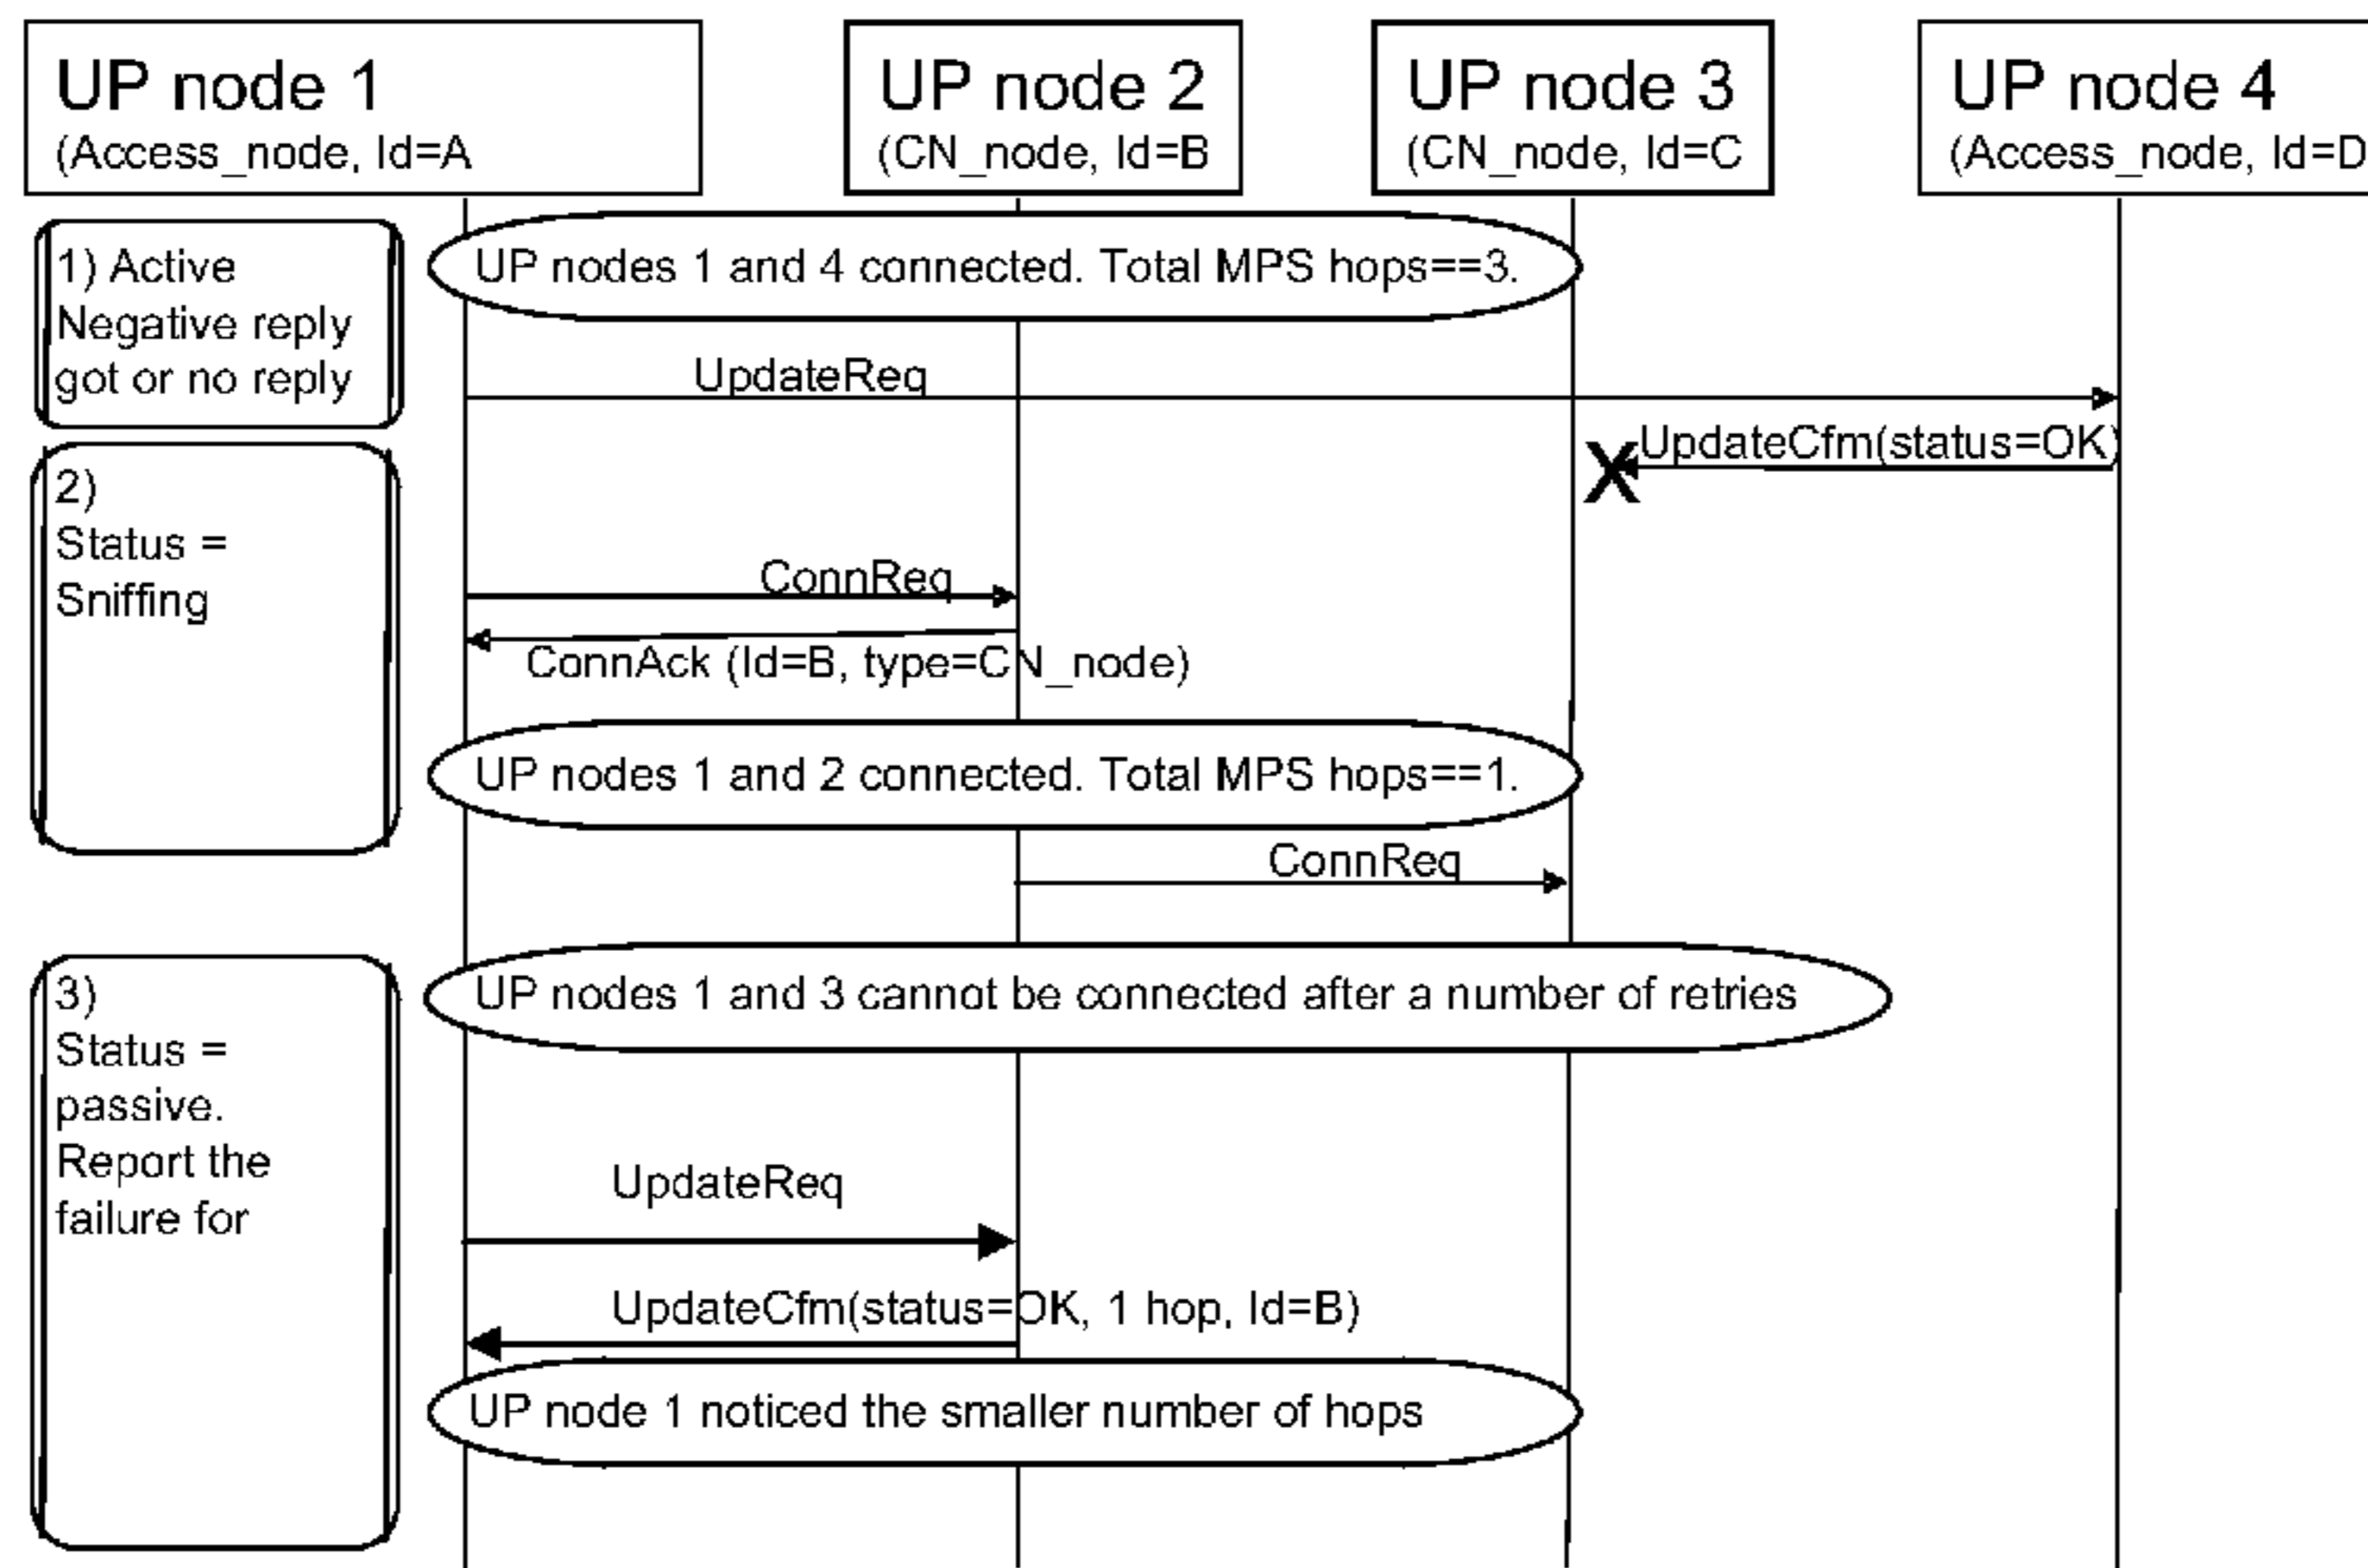 UP node 1
(Access_node, Id=A
UP node 2
(CN_node, Id=B
UP node 3
(CN_node, Id=C
UP node 4
(Access_node, Id=D
1) Active
Negative reply
got or no reply
UP nodes 1 and 4 connected. Total MPS hops==3.
UpdateReq
UpdateCfm(status=OK)
X
2)
Status =
Sniffing
ConnReq
ConnAck (Id=B, type=CN_node)
UP nodes 1 and 2 connected. Total MPS hops==1.
ConnReq
3)
Status =
passive.
Report the
failure for
UP nodes 1 and 3 cannot be connected after a number of retries
UpdateReq
UpdateCfm(status=OK, 1 hop, Id=B)
UP node 1 noticed the smaller number of hops